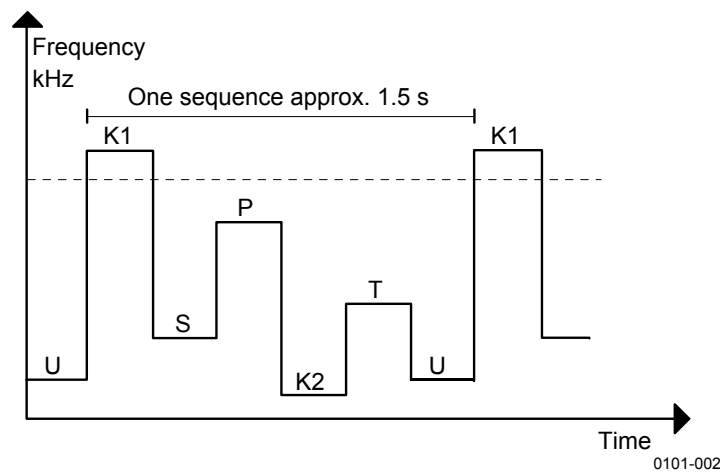 Frequency
kHz
One sequence approx. 1.5 s
K1
K1
P
T
S
U
U
K2
Time
0101-002